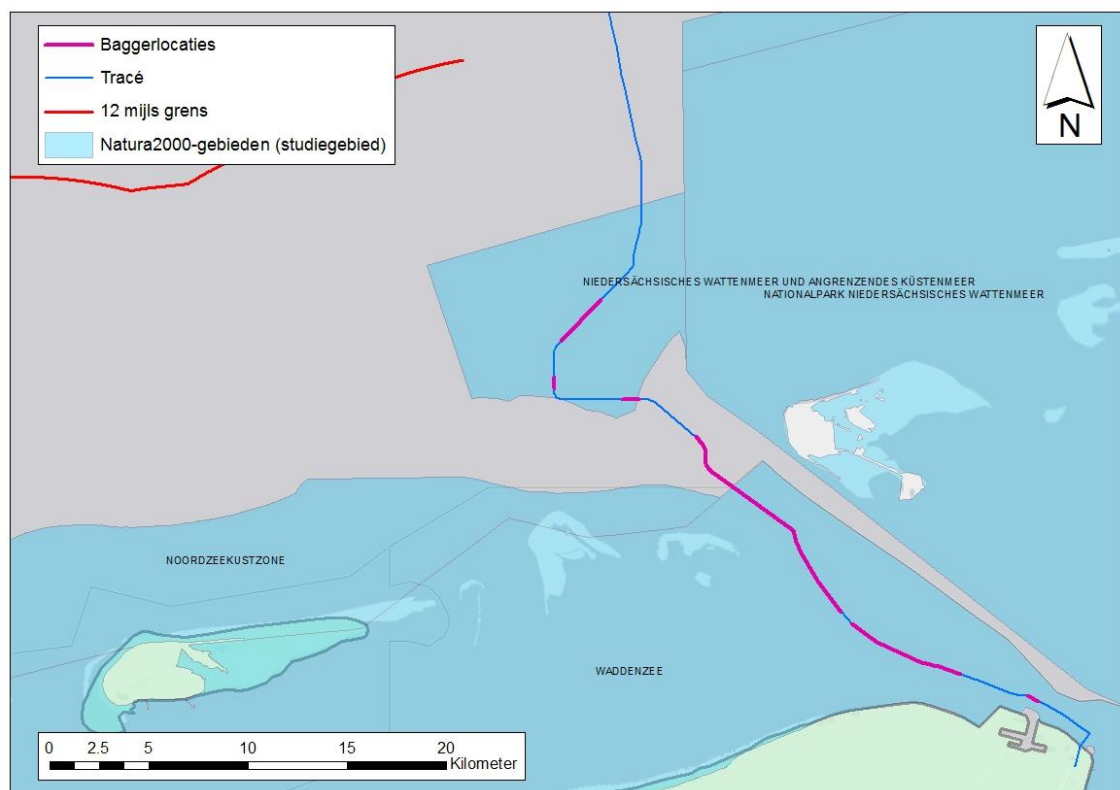 Baggerlocaties
Tracé
12 mijls grens
Natura2000-gebieden (studiegebied)
N
NIEDERSÄCHSISCHES WATTENMEER UND ANGRENZENDES KÜSTENMEER
NATIONALPARK NIEDERSÄCHSISCHES WATTENMEER
NOORDZEEKUSTZONE
WADDENZEE
0 2.5 5 10 15 20
Kilometer